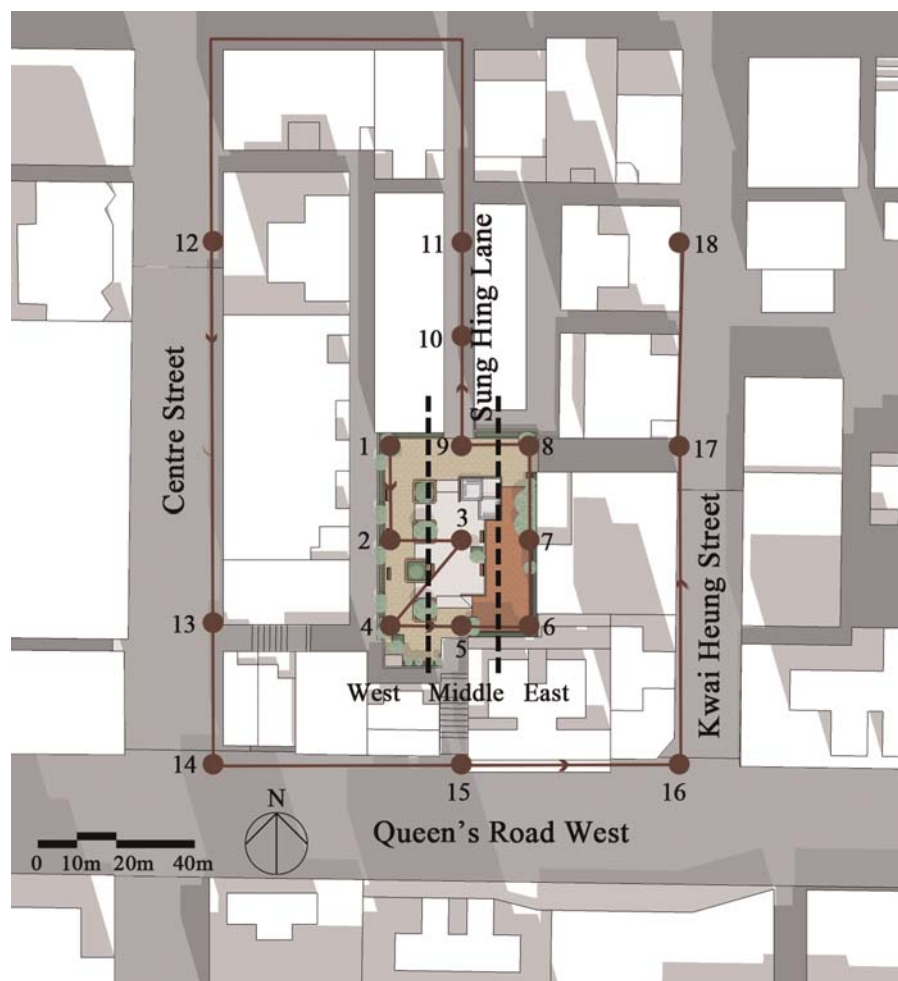 12
11
18
Sung Hing Lane
10
Centre Street
1
9
8
17
3
2
7
Kwai Heung Street
13
4
5
6
West
Middle
East
14
15
16
N
Queen's Road West
0 10m 20m 40m